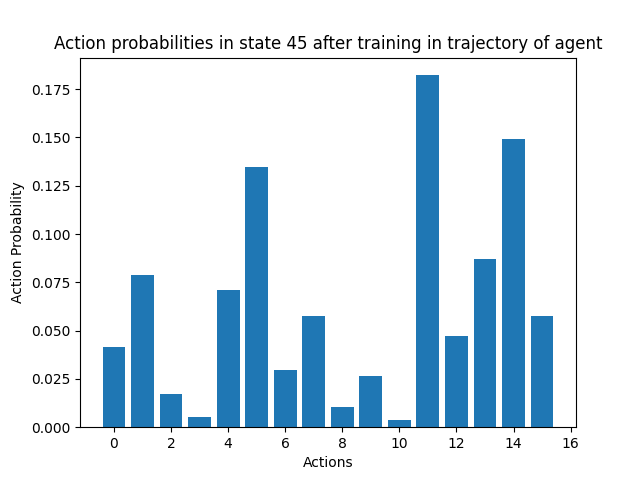 Action probabilities in state 45 after training in trajectory of agent
0.175
0.150
0.125
0.100
0.075
0.050
0.025
0.000
Action Probability
0 2 4 6 8 10 12 14 16
Actions